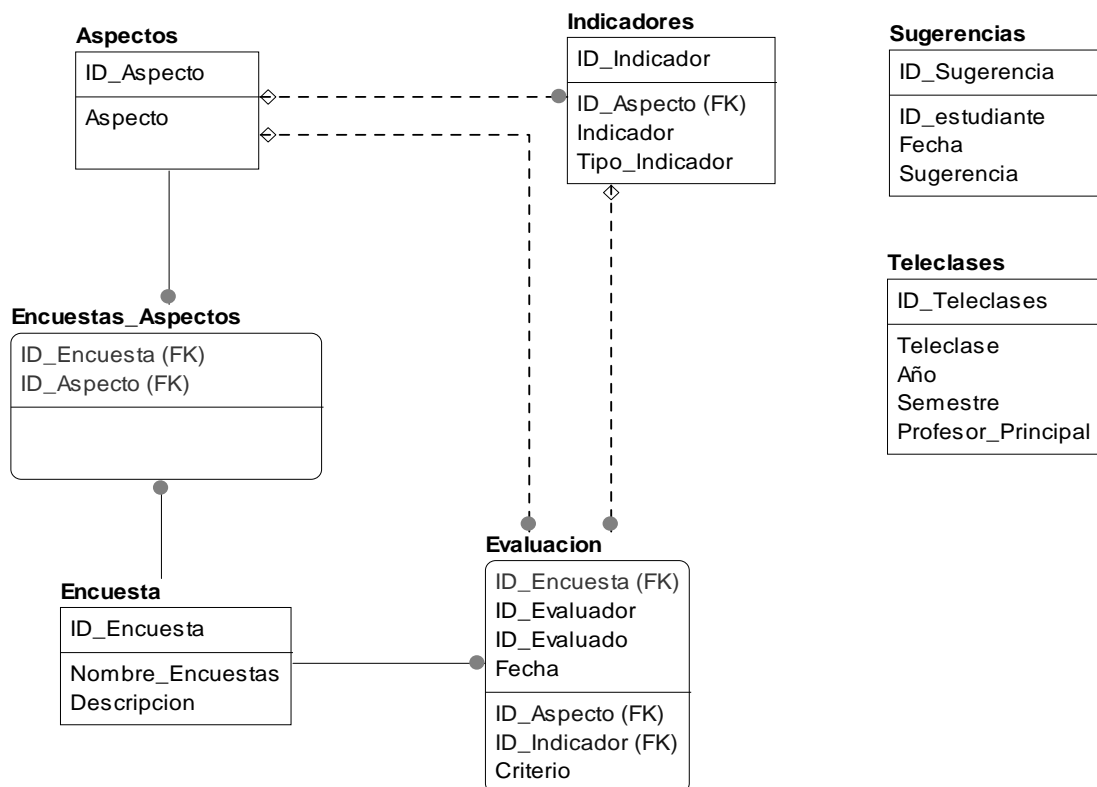 Aspectos
ID_Aspecto
Aspecto
Indicadores
ID_Indicador
ID_Aspecto (FK)
Indicador
Tipo_Indicador
Sugerencias
ID_Sugerencia
ID_estudiante
Fecha
Sugerencia
Teleclases
ID_Teleclases
Teleclase
Año
Semestre
Profesor_Principal
Encuestas_Aspectos
ID_Encuesta (FK)
ID_Aspecto (FK)
Encuesta
ID_Encuesta
Nombre_Encuestas
Descripcion
Evaluacion
ID_Encuesta (FK)
ID_Evaluador
ID_Evaluado
Fecha
ID_Aspecto (FK)
ID_Indicador (FK)
Criterio